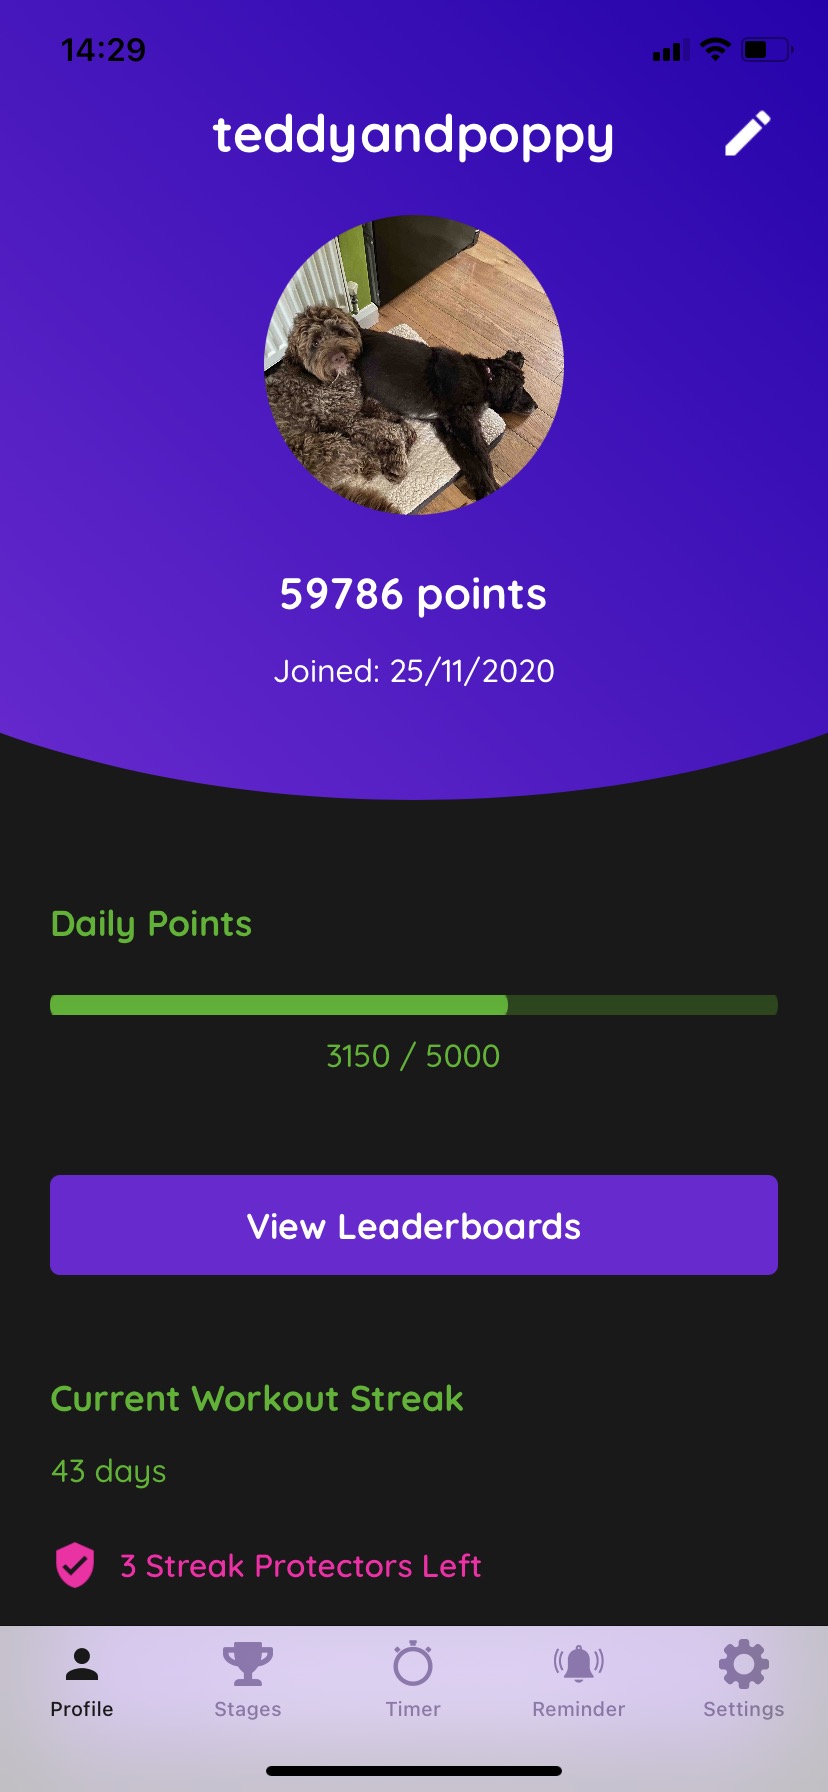 14:29
teddyandpoppy
59786 points
Joined: 25/11/2020
Daily Points
3150 / 5000
View Leaderboards
Current Workout Streak
43 days
3 Streak Protectors Left
Profile Stages Timer Reminder Settings